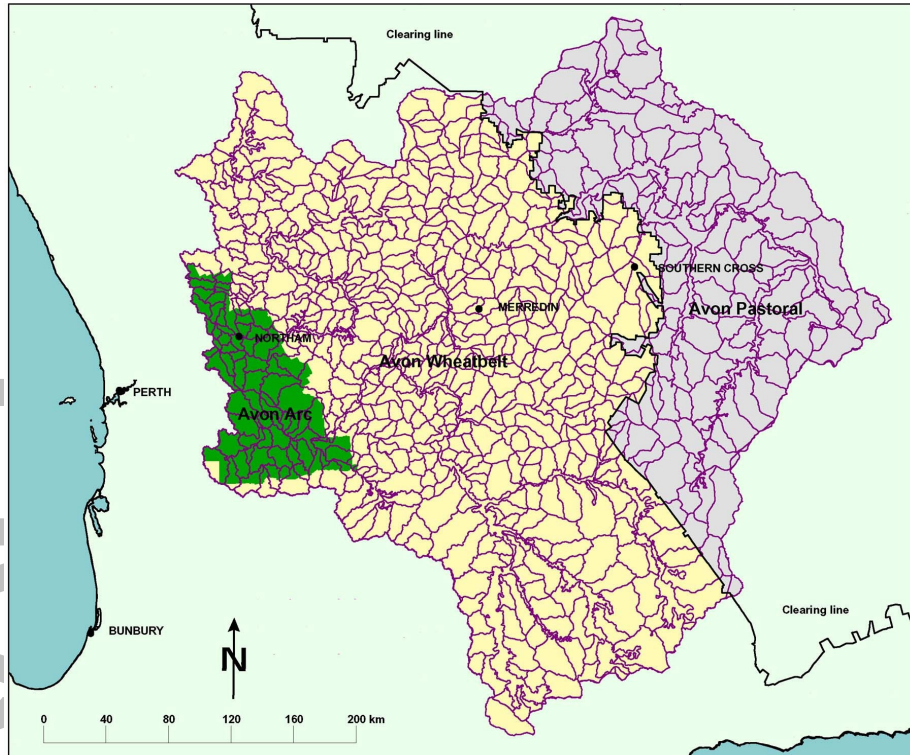 Clearing line
SOUTHERN CROSS
Avon Pastoral
MERREDIN
NORTHAM
Avon Wheatbelt
PERTH
Avon Arc
Clearing line
BUNBURY
N
0 40 80 120 160 200 km